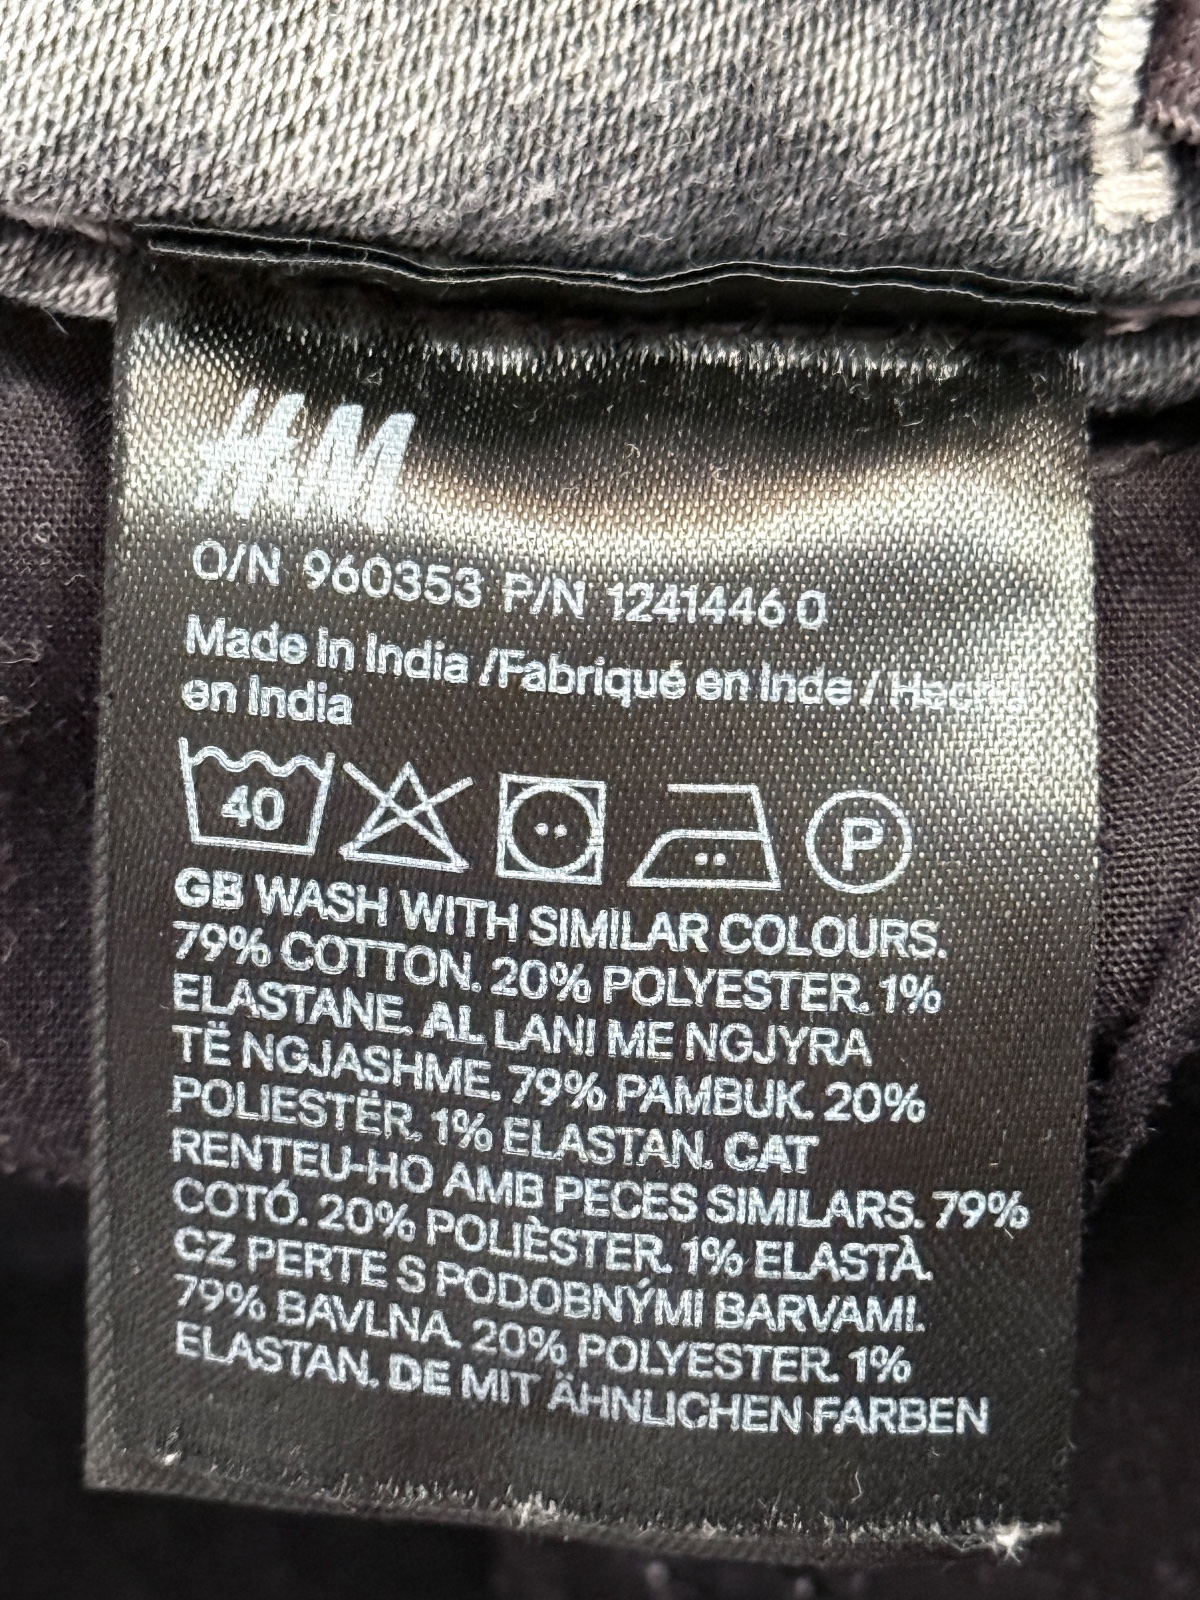 H&M
O/N 960353 P/N 1241446 0
Made in India /Fabriqué en Inde / Hecho
en India
40
P
GB WASH WITH SIMILAR COLOURS.
79% COTTON. 20% POLYESTER. 1%
ELASTANE. AL LANI ME NGJYRA
TË NGJASHME. 79% PAMBUK. 20%
POLIESTËR. 1% ELASTAN. CAT
RENTEU-HO AMB PECES SIMILARS. 79%
COTÓ. 20% POLIÈSTER. 1% ELASTÀ.
CZ PERTE S PODOBNÝMI BARVAMI.
79% BAVLNA. 20% POLYESTER. 1%
ELASTAN. DE MIT ÄHNLICHEN FARBEN